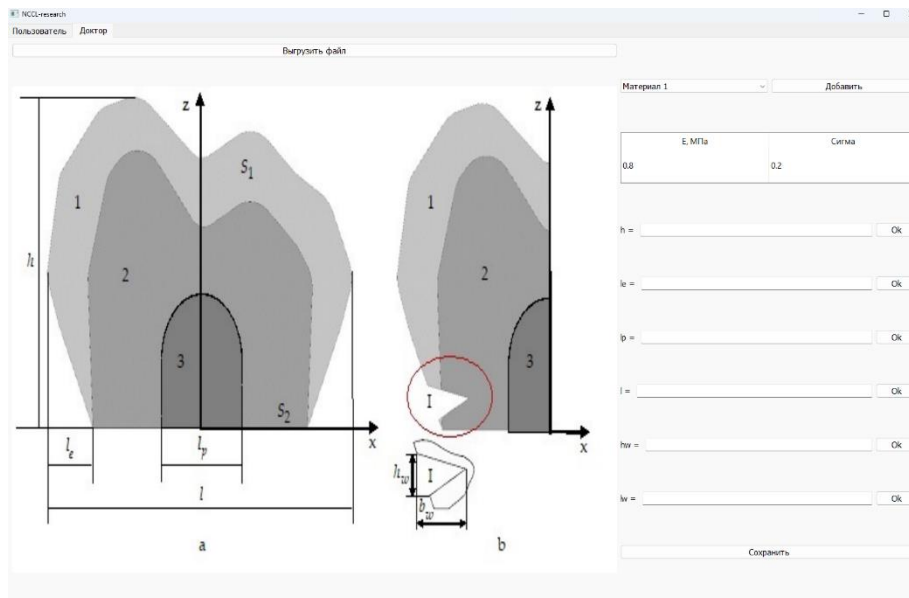 NCCL-research
Пользователь Доктор
Выгрузить файл
Материал 1 Добавить
E, МПа Сигма
0.8 0.2
h = Ok
le = Ok
lp = Ok
l = Ok
hw = Ok
lw = Ok
Сохранить
z
S1
1
2
h
3
S2
x
le
lp
l
a
z
1
2
3
I
x
hw
I
bw
b